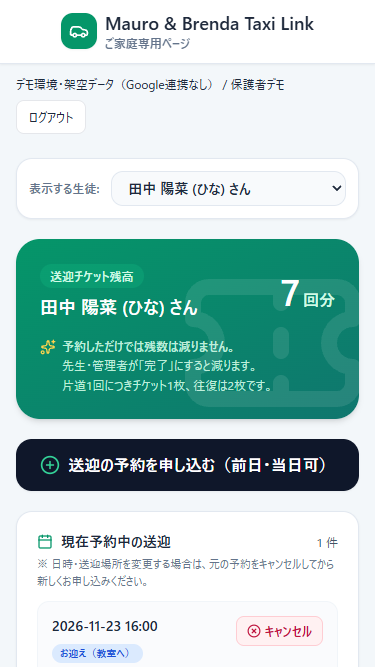 Mauro & Brenda Taxi Link
ご家庭専用ページ
デモ環境・架空データ（Google連携なし） / 保護者デモ
ログアウト
表示する生徒:
田中 陽菜 (ひな) さん
送迎チケット残高
田中 陽菜 (ひな) さん
7 回分
予約しただけでは残数は減りません。
先生・管理者が「完了」にすると減ります。
片道1回につきチケット1枚、往復は2枚です。
送迎の予約を申し込む（前日・当日可）
現在予約中の送迎
1 件
※ 日時・送迎場所を変更する場合は、元の予約をキャンセルしてから
新しくお申し込みください。
2026-11-23 16:00
キャンセル
お迎え（教室へ）